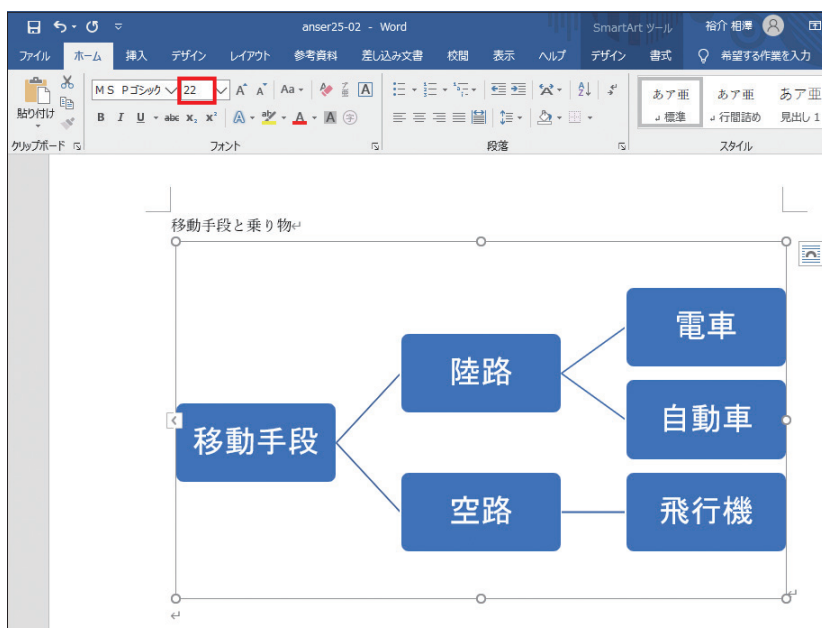 anser25-02 - Word
SmartArt ツール
裕介 相澤
ファイル ホーム 挿入 デザイン レイアウト 参考資料 差し込み文書 校閲 表示 ヘルプ デザイン 書式 希望する作業を入力
MS Pゴシック 22 A A Aa
貼り付け
B I U abc X₂ X² A A A 字
あア亜 あア亜 あア亜
標準 行間詰め 見出し 1
クリップボード フォント 段落 スタイル
移動手段と乗り物
電車
陸路
自動車
移動手段
空路
飛行機